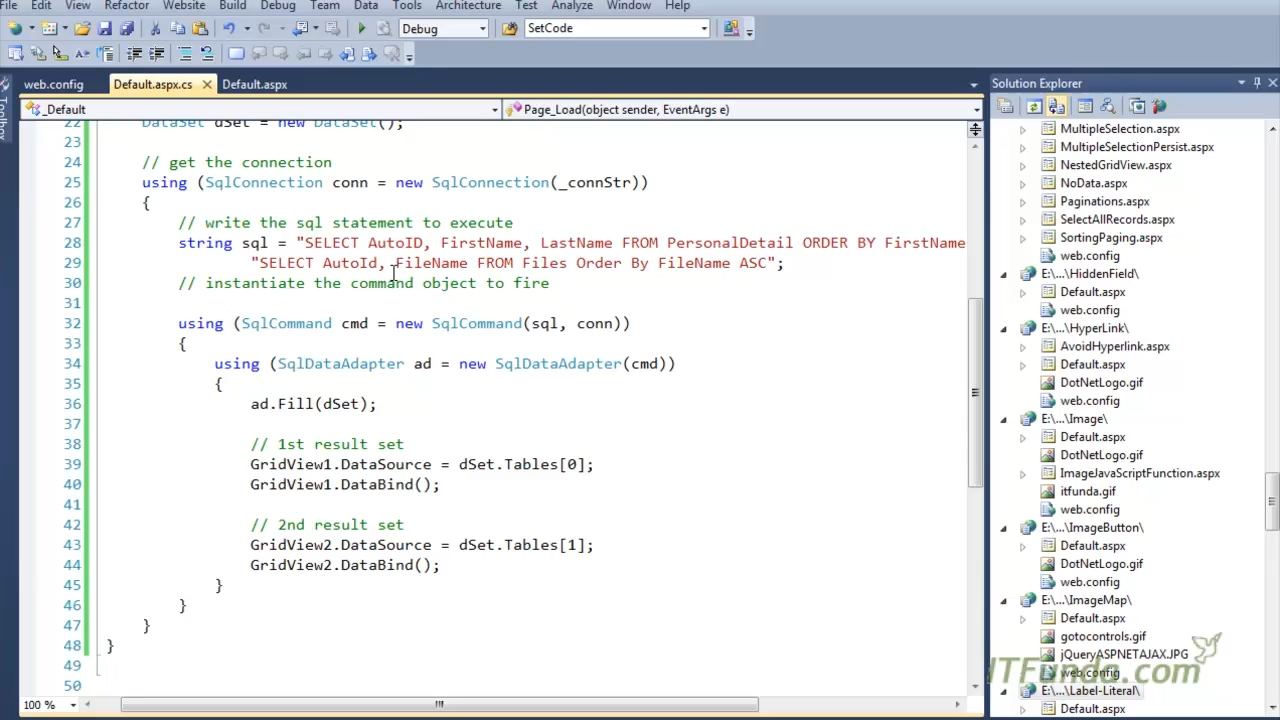 File Edit View Refactor Website Build Debug Team Data Tools Architecture Test Analyze Window Help
Debug SetCode
web.config Default.aspx.cs Default.aspx
_Default Page_Load(object sender, EventArgs e)
Toolbox
22 DataSet dSet = new DataSet();
23
24 // get the connection
25 using (SqlConnection conn = new SqlConnection(_connStr))
26 {
27 // write the sql statement to execute
28 string sql = "SELECT AutoID, FirstName, LastName FROM PersonalDetail ORDER BY FirstName
29 "SELECT AutoId, FileName FROM Files Order By FileName ASC";
30 // instantiate the command object to fire
31
32 using (SqlCommand cmd = new SqlCommand(sql, conn))
33 {
34 using (SqlDataAdapter ad = new SqlDataAdapter(cmd))
35 {
36 ad.Fill(dSet);
37
38 // 1st result set
39 GridView1.DataSource = dSet.Tables[0];
40 GridView1.DataBind();
41
42 // 2nd result set
43 GridView2.DataSource = dSet.Tables[1];
44 GridView2.DataBind();
45 }
46 }
47 }
48 }
49
50
100 %
Solution Explorer
MultipleSelection.aspx
MultipleSelectionPersist.aspx
NestedGridView.aspx
NoData.aspx
Paginations.aspx
SelectAllRecords.aspx
SortingPaging.aspx
web.config
E:\...\HiddenField\
Default.aspx
web.config
E:\...\HyperLink\
AvoidHyperlink.aspx
Default.aspx
DotNetLogo.gif
web.config
E:\...\Image\
Default.aspx
DotNetLogo.gif
ImageJavaScriptFunction.aspx
itfunda.gif
web.config
E:\...\ImageButton\
Default.aspx
DotNetLogo.gif
web.config
E:\...\ImageMap\
Default.aspx
gotocontrols.gif
jQueryASPNETAJAX.JPG
web.config
E:\...\Label-Literal\
Default.aspx
ITFunda.com